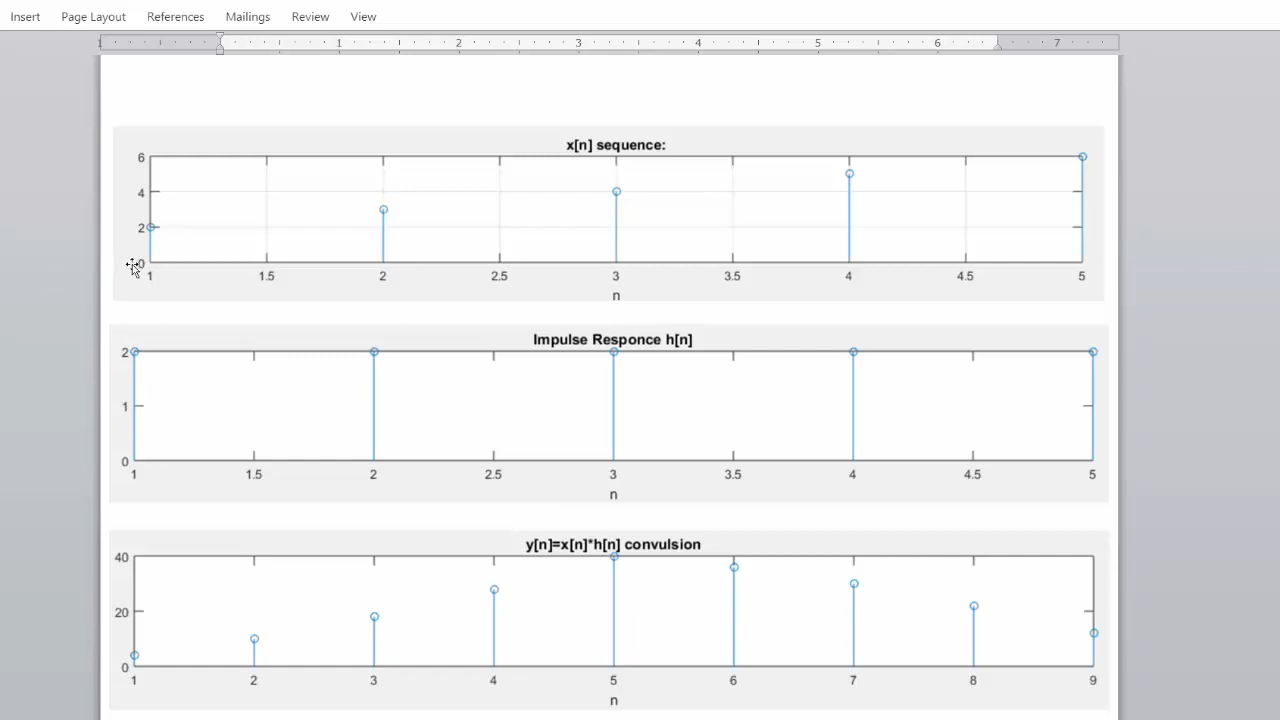 Insert Page Layout References Mailings Review View
1 1 2 3 4 5 6 7
x[n] sequence:
6
4
2
0
1 1.5 2 2.5 3 3.5 4 4.5 5
n
Impulse Responce h[n]
2
1
0
1 1.5 2 2.5 3 3.5 4 4.5 5
n
y[n]=x[n]*h[n] convulsion
40
20
0
1 2 3 4 5 6 7 8 9
n